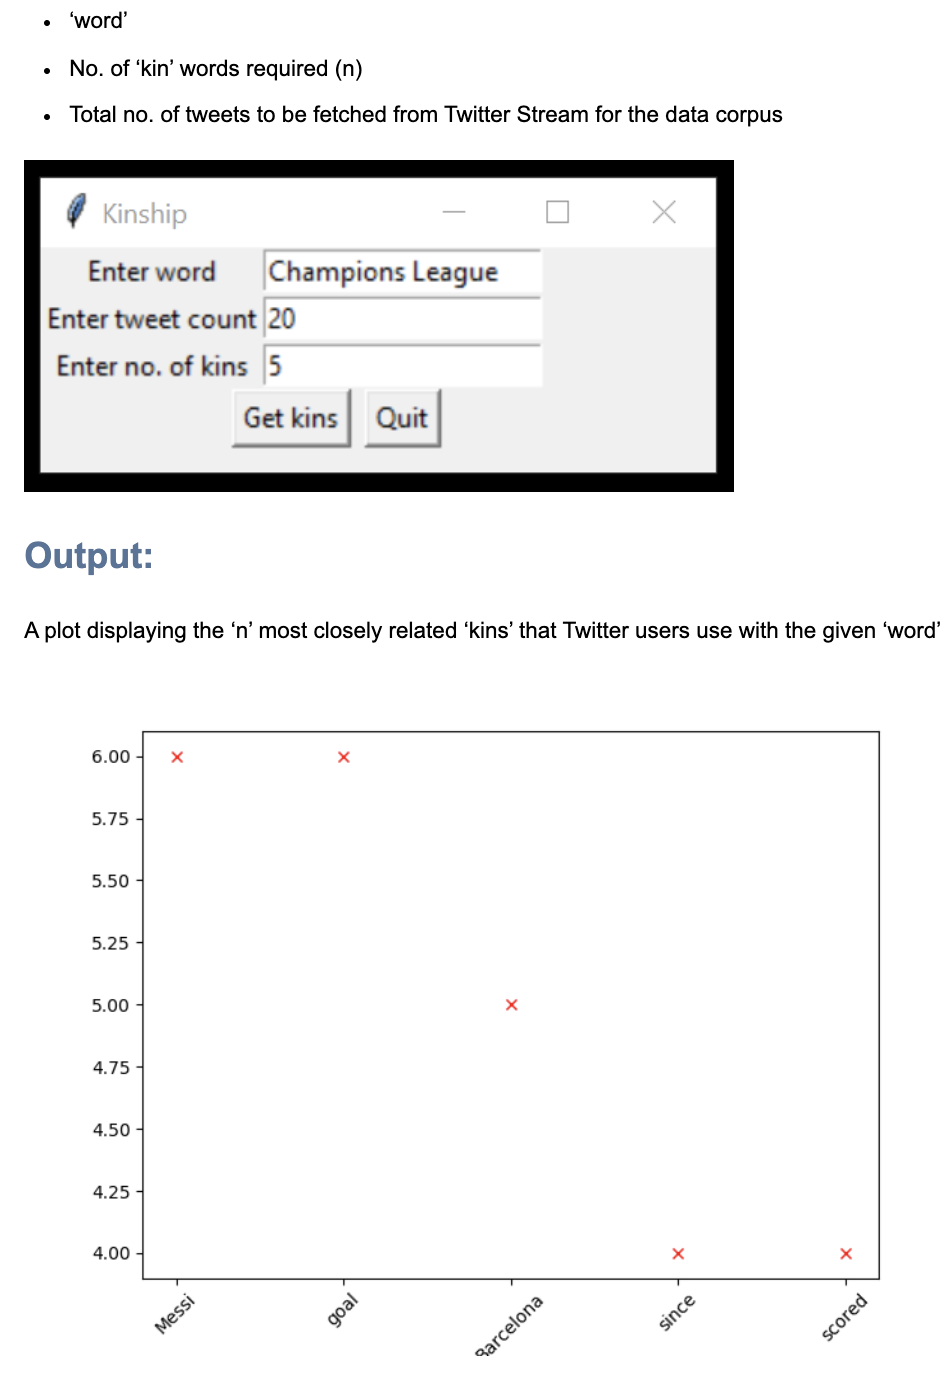 ‘word’
No. of ‘kin’ words required (n)
Total no. of tweets to be fetched from Twitter Stream for the data corpus
Kinship
Enter word Champions League
Enter tweet count 20
Enter no. of kins 5
Get kins Quit
Output:
A plot displaying the ‘n’ most closely related ‘kins’ that Twitter users use with the given ‘word’
6.00
5.75
5.50
5.25
5.00
4.75
4.50
4.25
4.00
Messi goal Barcelona since scored